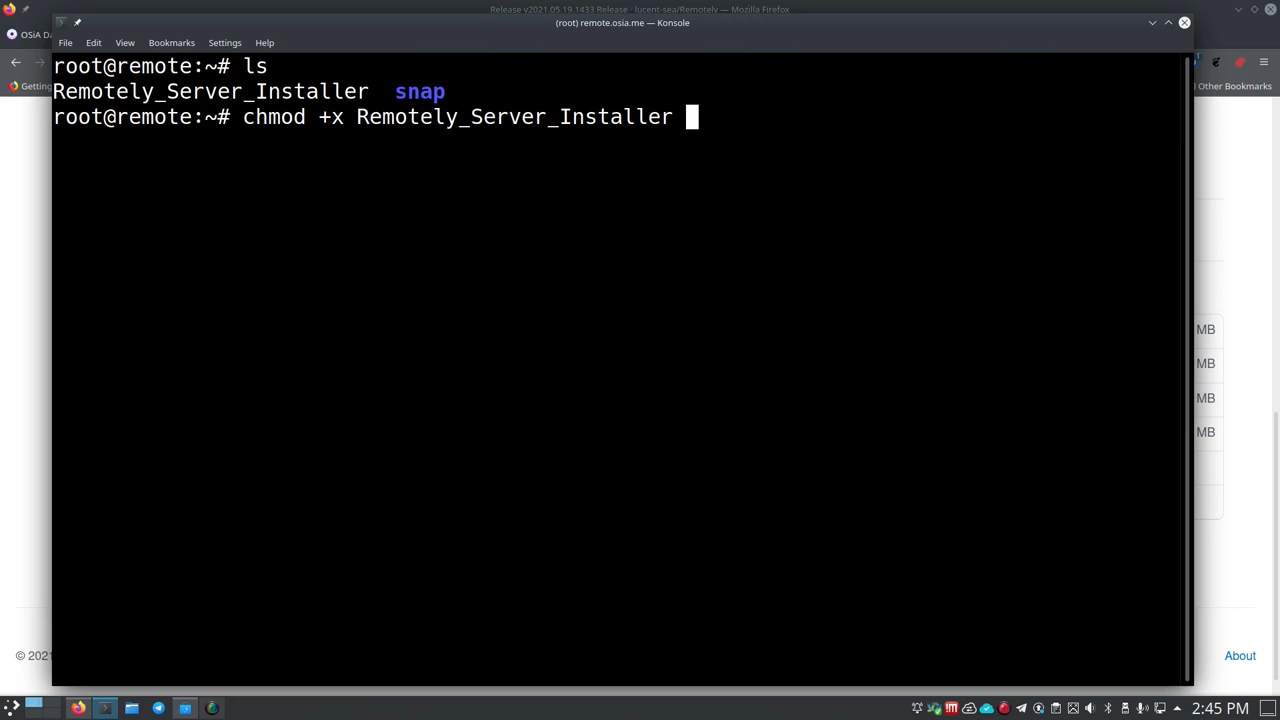 Release v2021.05.19.1433 Release · lucent-sea/Remotely — Mozilla Firefox
(root) remote.osia.me — Konsole
OSiA Da
File Edit View Bookmarks Settings Help
Getting
Other Bookmarks
root@remote:~# ls
Remotely_Server_Installer snap
root@remote:~# chmod +x Remotely_Server_Installer
MB
MB
MB
MB
© 2021
About
2:45 PM